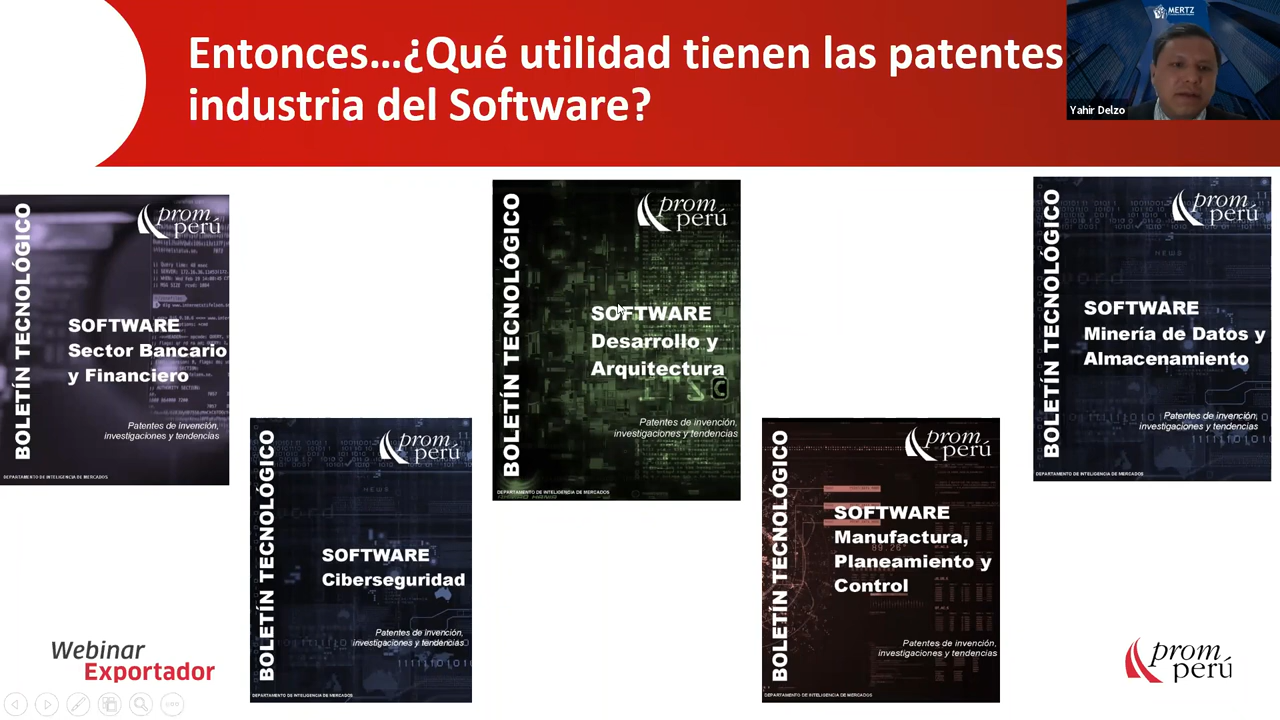 Entonces...¿Qué utilidad tienen las patentes
industria del Software?
MERTZ
Yahir Delzo
BOLETÍN TECNOLÓGICO
prom
perú
SOFTWARE
Sector Bancario
y Financiero
Patentes de invención,
investigaciones y tendencias
DEPARTAMENTO DE INTELIGENCIA DE MERCADOS
BOLETÍN TECNOLÓGICO
prom
perú
SOFTWARE
Ciberseguridad
Patentes de invención,
investigaciones y tendencias
DEPARTAMENTO DE INTELIGENCIA DE MERCADOS
BOLETÍN TECNOLÓGICO
prom
perú
SOFTWARE
Desarrollo y
Arquitectura
Patentes de invención,
investigaciones y tendencias
DEPARTAMENTO DE INTELIGENCIA DE MERCADOS
BOLETÍN TECNOLÓGICO
prom
perú
SOFTWARE
Manufactura,
Planeamiento y
Control
Patentes de invención,
investigaciones y tendencias
DEPARTAMENTO DE INTELIGENCIA DE MERCADOS
BOLETÍN TECNOLÓGICO
prom
perú
NEWS
SOFTWARE
Minería de Datos y
Almacenamiento
Patentes de invención,
investigaciones y tendencias
DEPARTAMENTO DE INTELIGENCIA DE MERCADOS
Webinar
Exportador
prom
perú